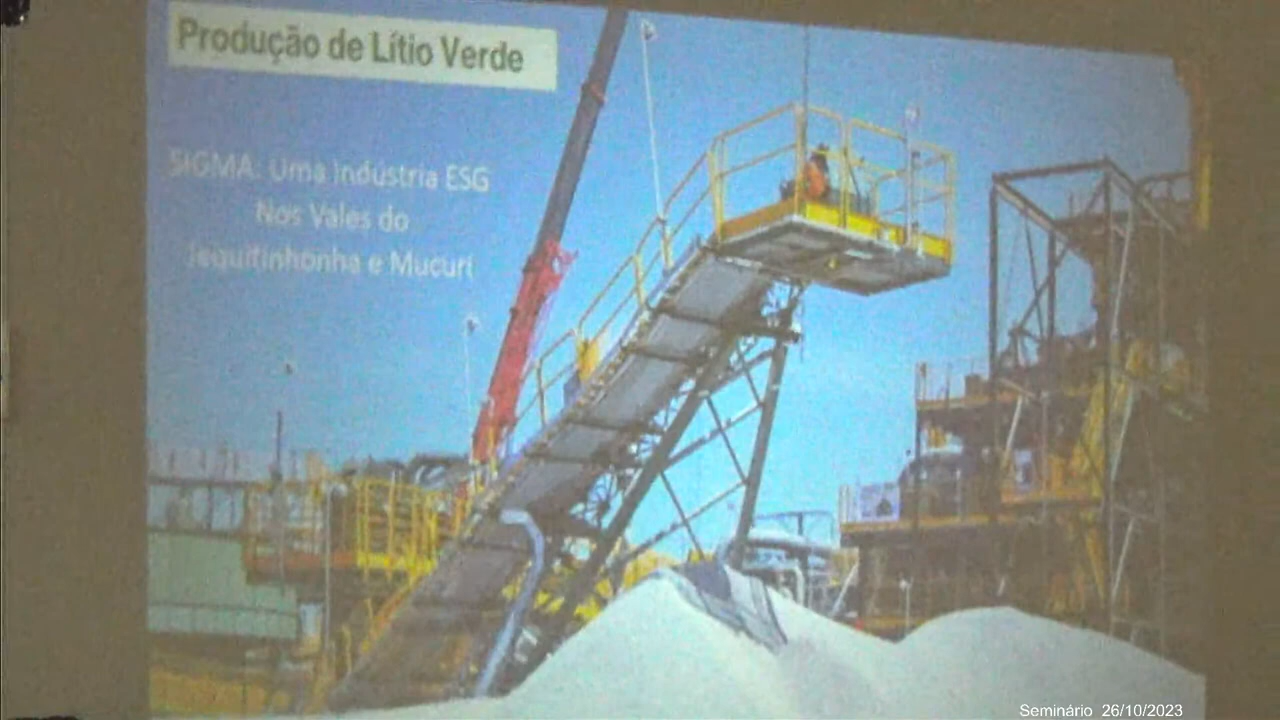 Produção de Lítio Verde
SIGMA: Uma Indústria ESG
Nos Vales do
Jequitinhonha e Mucuri
Seminário 26/10/2023